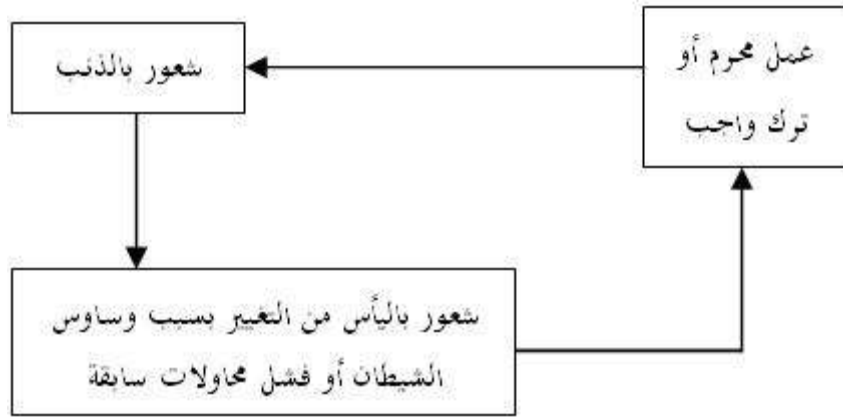 عمل محرم أو
ترك واجب
شعور بالذنب
شعور باليأس من التغيير بسبب وساوس
الشيطان أو فشل محاولات سابقة